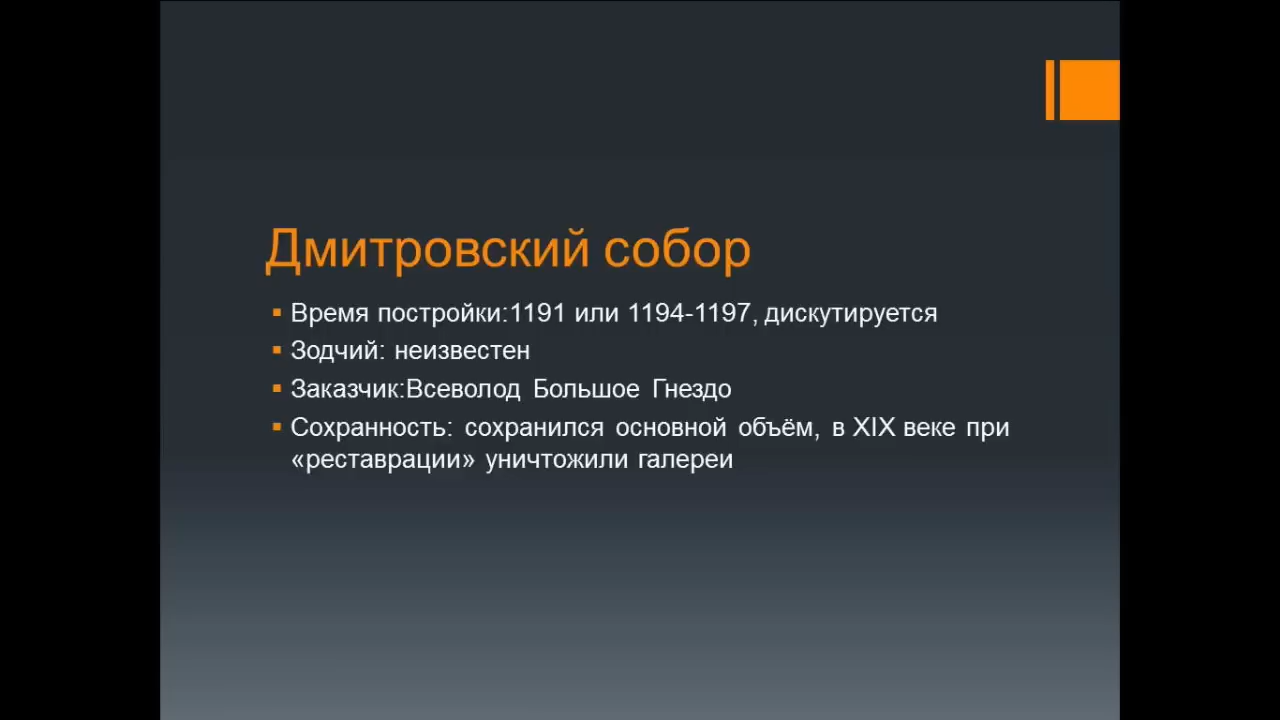 Дмитровский собор
Время постройки:1191 или 1194-1197, дискутируется
Зодчий: неизвестен
Заказчик:Всеволод Большое Гнездо
Сохранность: сохранился основной объём, в XIX веке при
«реставрации» уничтожили галереи